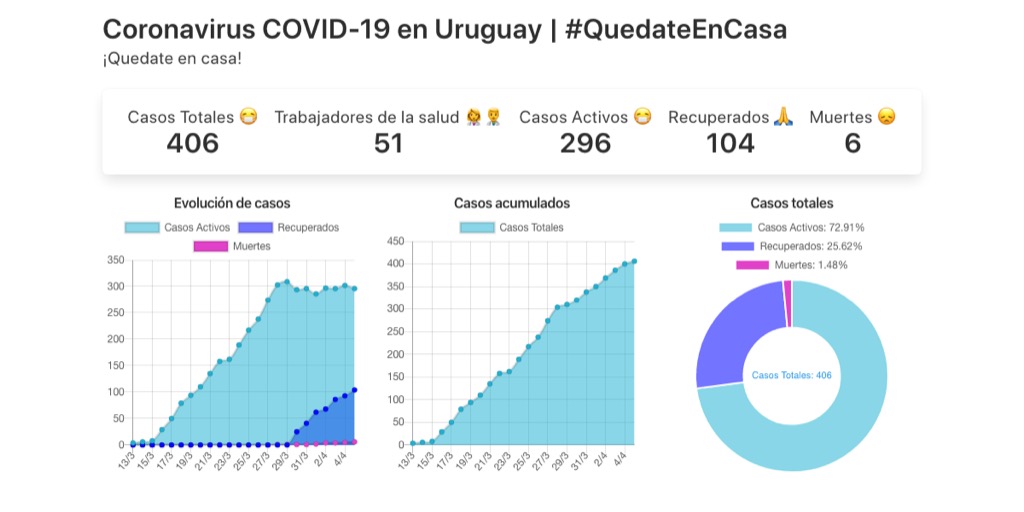 Coronavirus COVID-19 en Uruguay | #QuedateEnCasa
¡Quedate en casa!
Casos Totales 😷 Trabajadores de la salud 👩‍⚕️👨‍⚕️ Casos Activos 😷 Recuperados 🙏 Muertes 😞
406 51 296 104 6
Evolución de casos
Casos Activos Recuperados
Muertes
350
300
250
200
150
100
50
0
13/3 15/3 17/3 19/3 21/3 23/3 25/3 27/3 29/3 31/3 2/4 4/4
Casos acumulados
Casos Totales
450
400
350
300
250
200
150
100
50
0
13/3 15/3 17/3 19/3 21/3 23/3 25/3 27/3 29/3 31/3 2/4 4/4
Casos totales
Casos Activos: 72.91%
Recuperados: 25.62%
Muertes: 1.48%
Casos Totales: 406